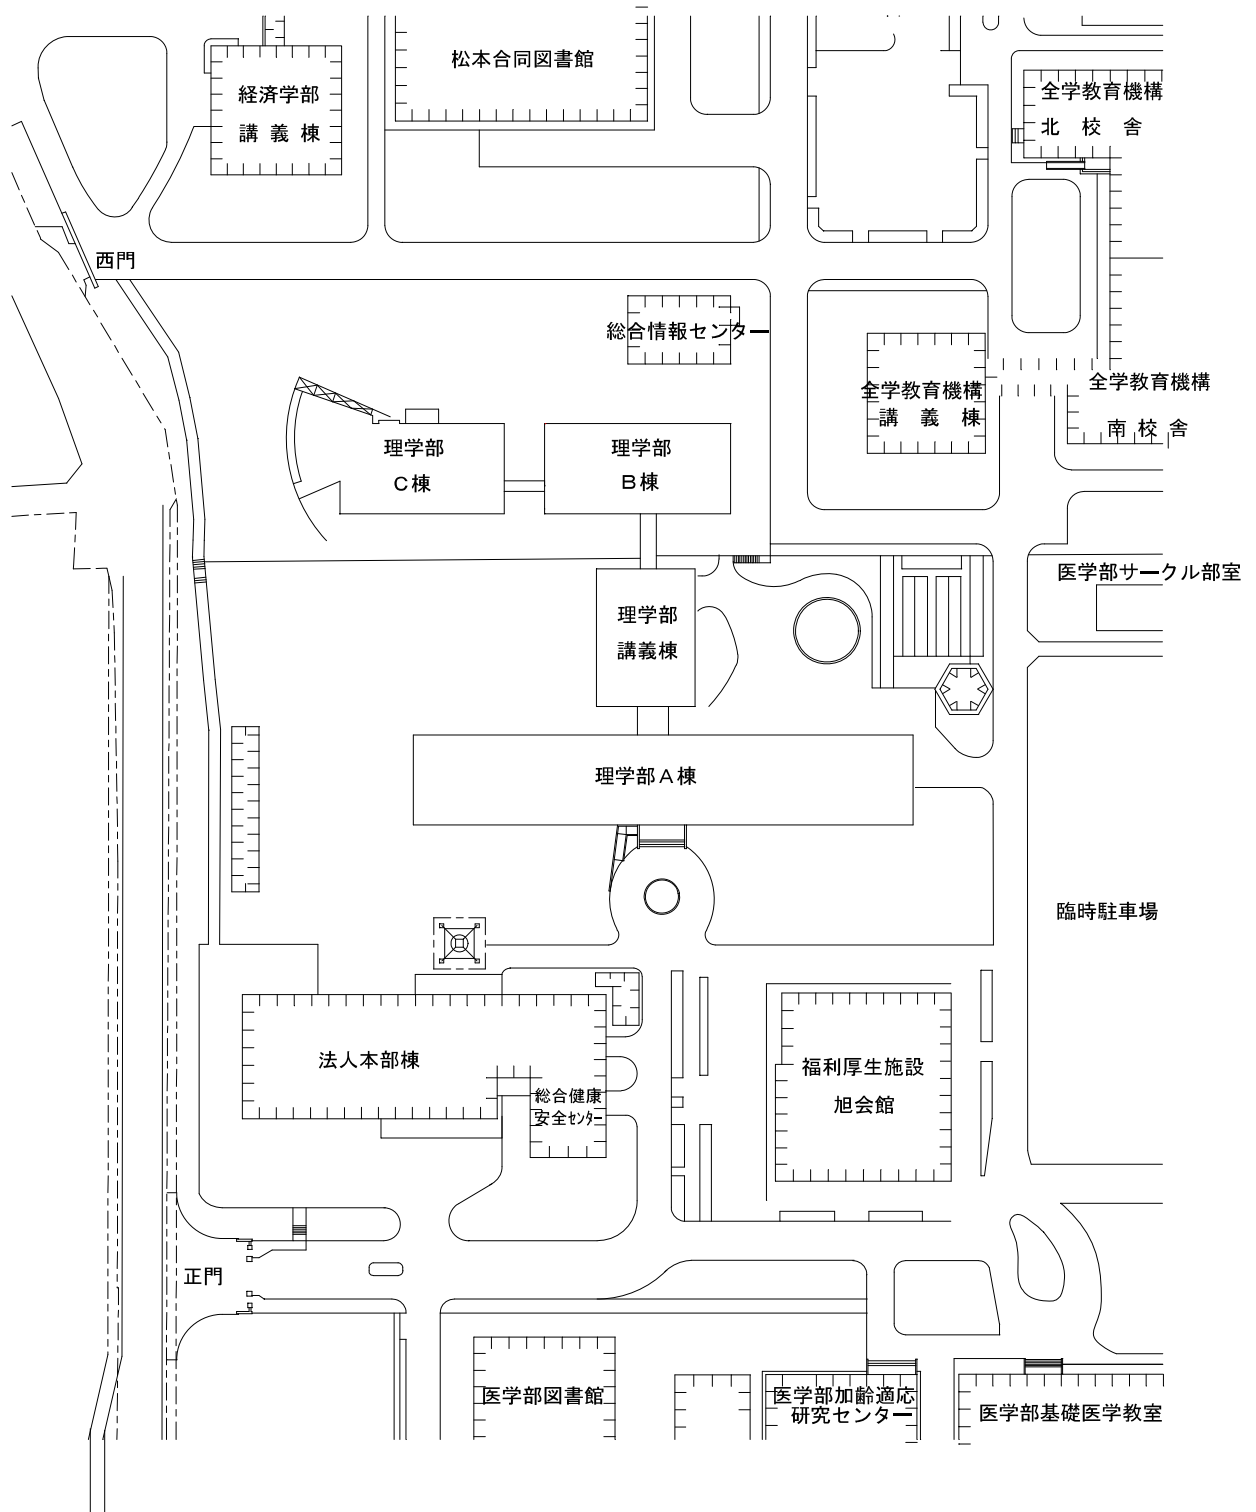 松本合同図書館
経済学部
講義棟
全学教育機構
北校舎
西門
総合情報センター
全学教育機構
講義棟
全学教育機構
南校舎
理学部
C棟
理学部
B棟
医学部サークル部室
理学部
講義棟
理学部A棟
臨時駐車場
法人本部棟
総合健康
安全センター
福利厚生施設
旭会館
正門
医学部図書館
医学部加齢適応
研究センター
医学部基礎医学教室